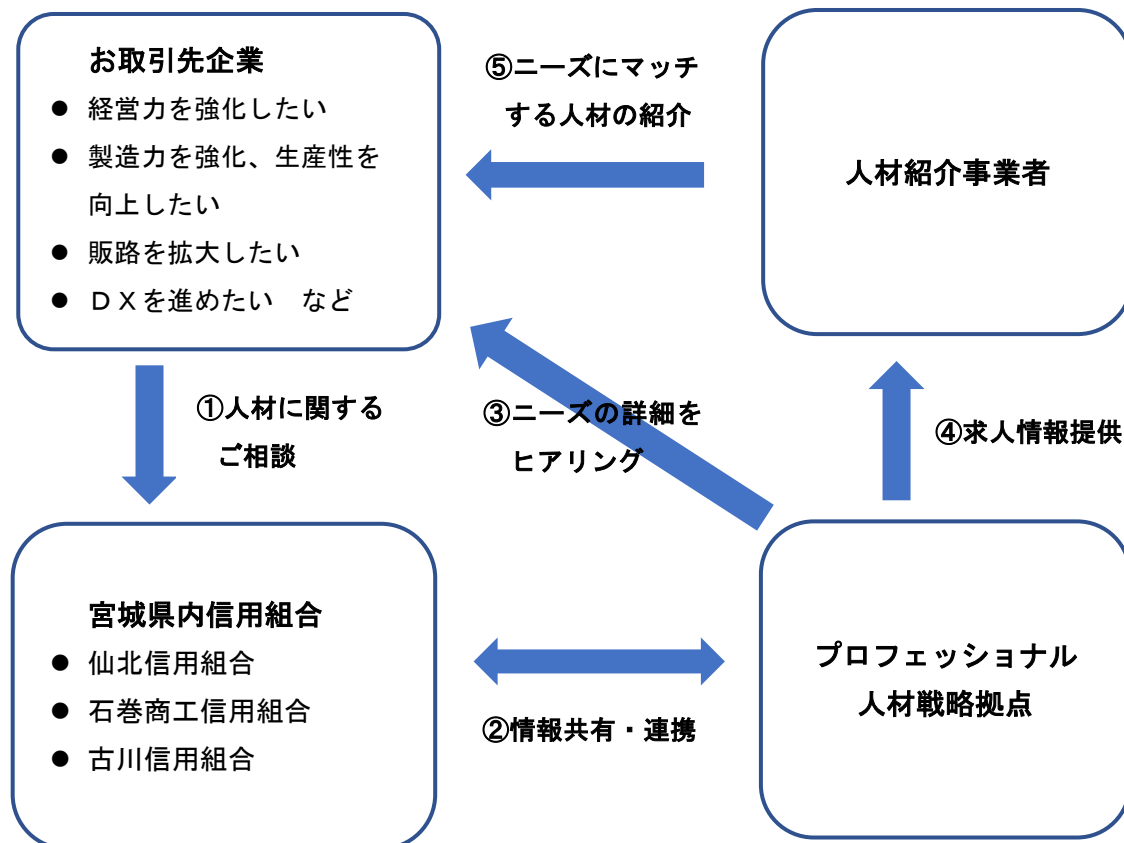 お取引先企業
● 経営力を強化したい
● 製造力を強化、生産性を
向上したい
● 販路を拡大したい
● ＤＸを進めたい　など
⑤ニーズにマッチ
する人材の紹介
人材紹介事業者
①人材に関する
ご相談
③ニーズの詳細を
ヒアリング
④求人情報提供
宮城県内信用組合
● 仙北信用組合
● 石巻商工信用組合
● 古川信用組合
②情報共有・連携
プロフェッショナル
人材戦略拠点